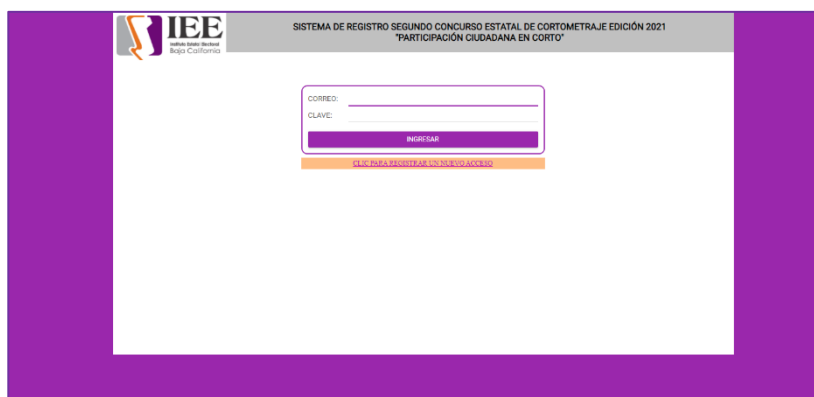 IEE
Instituto Estatal Electoral
Baja California
SISTEMA DE REGISTRO SEGUNDO CONCURSO ESTATAL DE CORTOMETRAJE EDICIÓN 2021
"PARTICIPACIÓN CIUDADANA EN CORTO"
CORREO:
CLAVE:
INGRESAR
CLIC PARA REGISTRAR UN NUEVO ACCESO